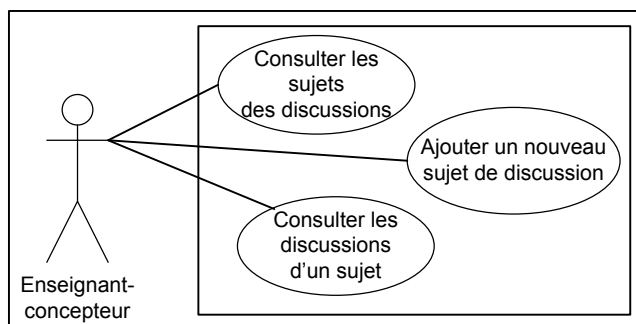 Consulter les
sujets
des discussions
Ajouter un nouveau
sujet de discussion
Consulter les
discussions
d'un sujet
Enseignant-
concepteur